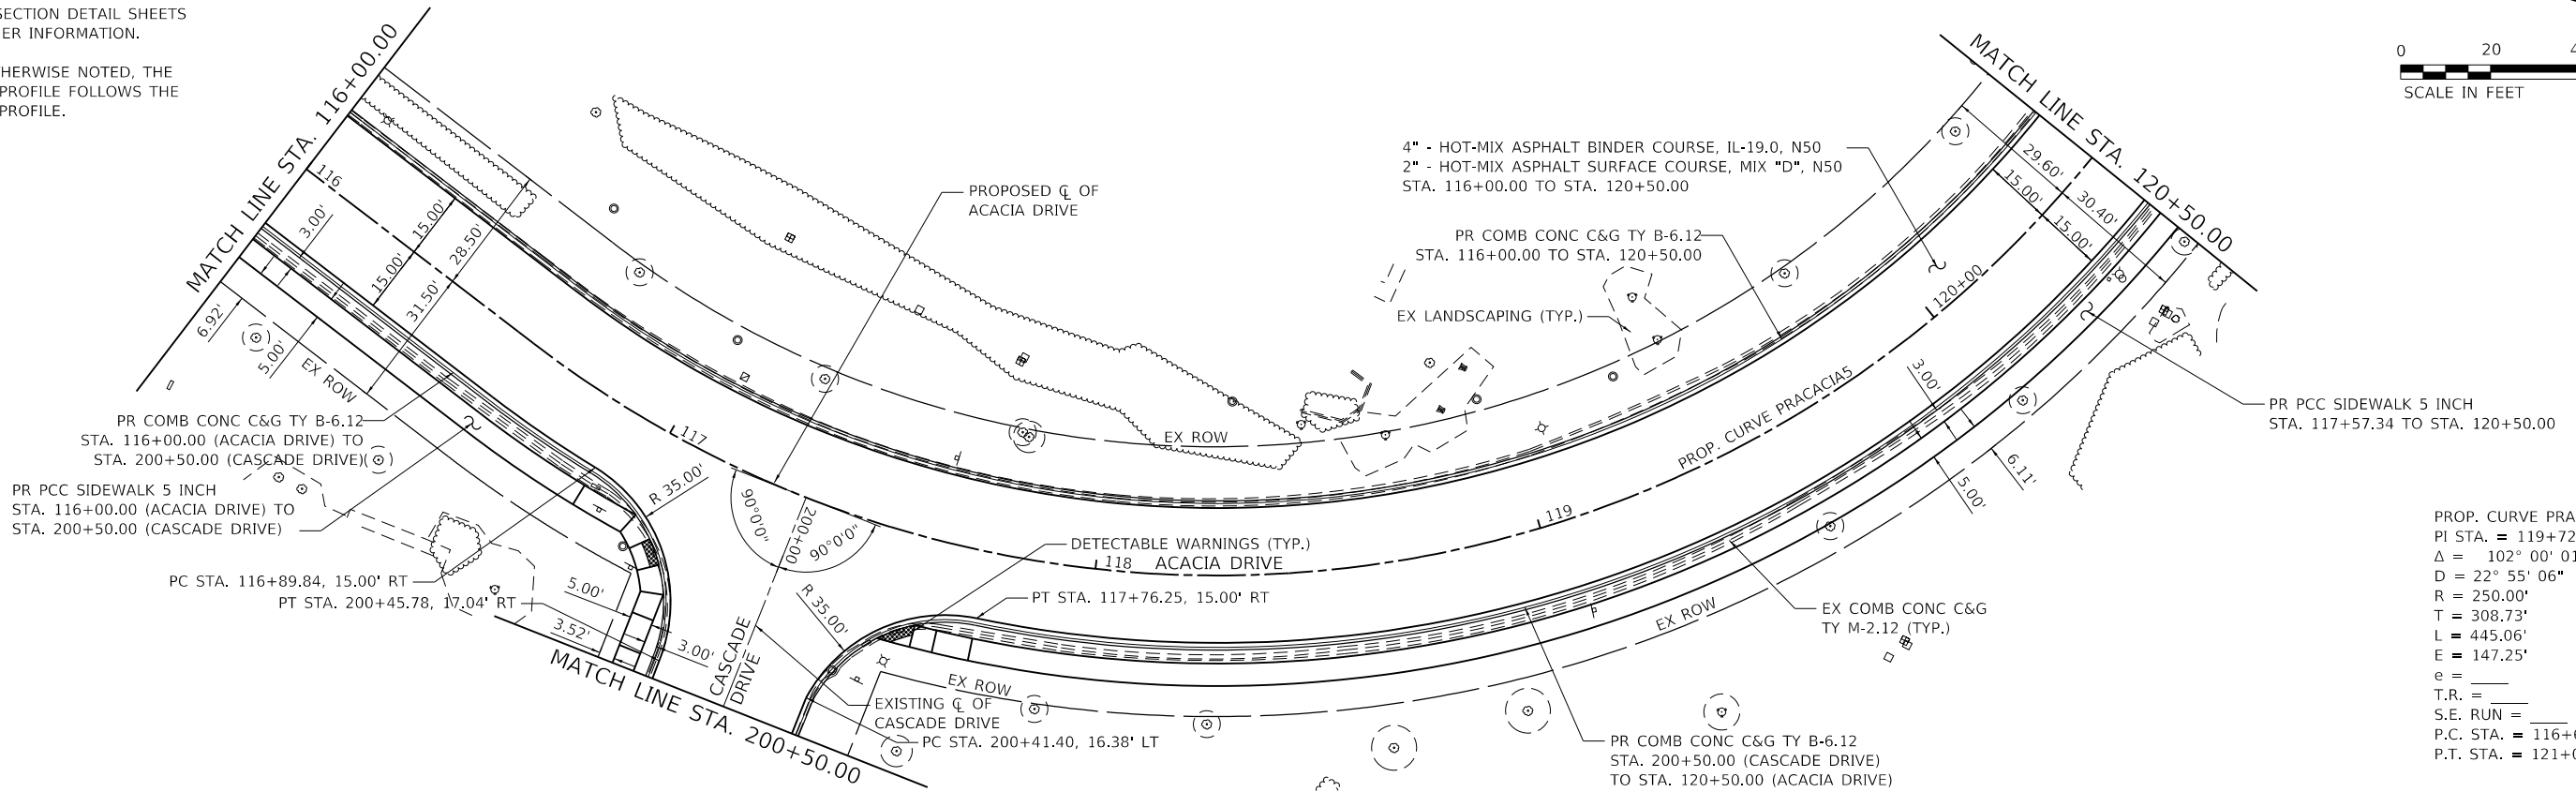 SECTION DETAIL SHEETS
ER INFORMATION.
HERWISE NOTED, THE
PROFILE FOLLOWS THE
PROFILE.
MATCH LINE STA. 116+00.00
116
3.00'
15.00'
15.00'
28.50'
31.50'
6.92'
5.00'
EX ROW
PR COMB CONC C&G TY B-6.12
STA. 116+00.00 (ACACIA DRIVE) TO
STA. 200+50.00 (CASCADE DRIVE)
PR PCC SIDEWALK 5 INCH
STA. 116+00.00 (ACACIA DRIVE) TO
STA. 200+50.00 (CASCADE DRIVE)
PC STA. 116+89.84, 15.00' RT
PT STA. 200+45.78, 17.04' RT
5.00'
3.52'
3.00'
MATCH LINE STA. 200+50.00
R 35.00'
117
90°0'0"
200+00
90°0'0"
PROPOSED ℄ OF
ACACIA DRIVE
DETECTABLE WARNINGS (TYP.)
118
ACACIA DRIVE
R 35.00'
PT STA. 117+76.25, 15.00' RT
CASCADE
DRIVE
EXISTING ℄ OF
CASCADE DRIVE
PC STA. 200+41.40, 16.38' LT
EX ROW
EX ROW
4" - HOT-MIX ASPHALT BINDER COURSE, IL-19.0, N50
2" - HOT-MIX ASPHALT SURFACE COURSE, MIX "D", N50
STA. 116+00.00 TO STA. 120+50.00
PR COMB CONC C&G TY B-6.12
STA. 116+00.00 TO STA. 120+50.00
EX LANDSCAPING (TYP.)
119
PROP. CURVE PRACACIA5
120+00
MATCH LINE STA. 120+50.00
29.60'
30.40'
15.00'
15.00'
3.00'
5.00'
6.11'
EX ROW
EX COMB CONC C&G
TY M-2.12 (TYP.)
PR COMB CONC C&G TY B-6.12
STA. 200+50.00 (CASCADE DRIVE)
TO STA. 120+50.00 (ACACIA DRIVE)
PR PCC SIDEWALK 5 INCH
STA. 117+57.34 TO STA. 120+50.00
0 20 4
SCALE IN FEET
PROP. CURVE PRA
PI STA. = 119+72
Δ = 102° 00' 01
D = 22° 55' 06"
R = 250.00'
T = 308.73'
L = 445.06'
E = 147.25'
e = ____
T.R. = ____
S.E. RUN = ____
P.C. STA. = 116+6
P.T. STA. = 121+0